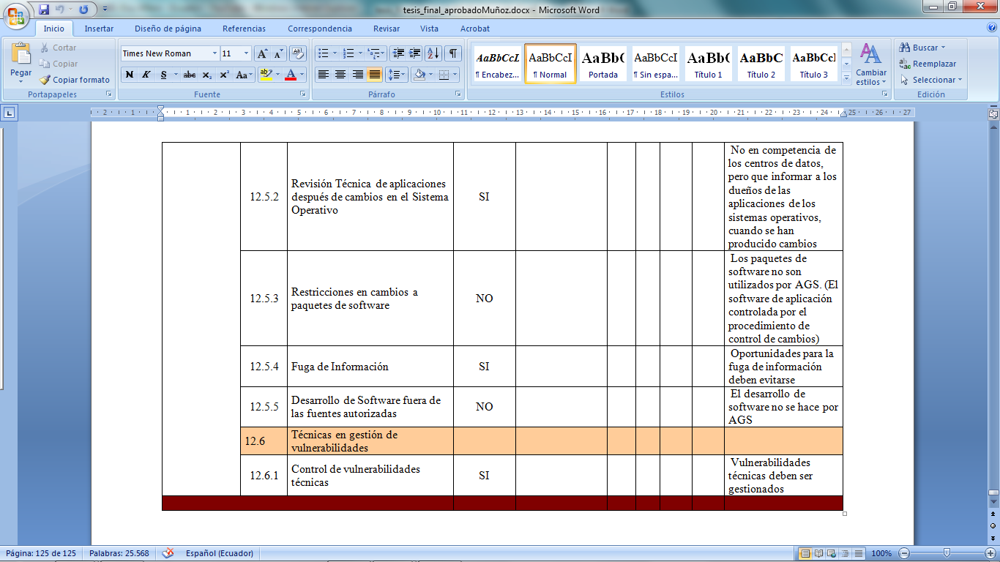 tesis_final_aprobadoMuñoz.docx - Microsoft Word
Inicio Insertar Diseño de página Referencias Correspondencia Revisar Vista Acrobat
Pegar
Cortar
Copiar
Copiar formato
Portapapeles
Times New Roman 11
N K S abc x₂ x² Aa
Fuente
Párrafo
AaBbCcL AaBbCcI AaBb( AaBbCcI AaBb( AaBbC AaBbCcI
¶ Encabez... ¶ Normal Portada ¶ Sin espa... Título 1 Título 2 Título 3
Cambiar
estilos
Estilos
Buscar
Reemplazar
Seleccionar
Edición
2 1 1 2 3 4 5 6 7 8 9 10 11 12 13 14 15 16 17 18 19 20 21 22 23 24 25 26 27
12.5.2
Revisión Técnica de aplicaciones
después de cambios en el Sistema
Operativo
SI
No en competencia de
los centros de datos,
pero que informar a los
dueños de las
aplicaciones de los
sistemas operativos,
cuando se han
producido cambios
12.5.3
Restricciones en cambios a
paquetes de software
NO
Los paquetes de
software no son
utilizados por AGS. (El
software de aplicación
controlada por el
procedimiento de
control de cambios)
12.5.4
Fuga de Información
SI
Oportunidades para la
fuga de información
deben evitarse
12.5.5
Desarrollo de Software fuera de
las fuentes autorizadas
NO
El desarrollo de
software no se hace por
AGS
12.6
Técnicas en gestión de
vulnerabilidades
12.6.1
Control de vulnerabilidades
técnicas
SI
Vulnerabilidades
técnicas deben ser
gestionados
Página: 125 de 125 Palabras: 25.568 Español (Ecuador) 100%